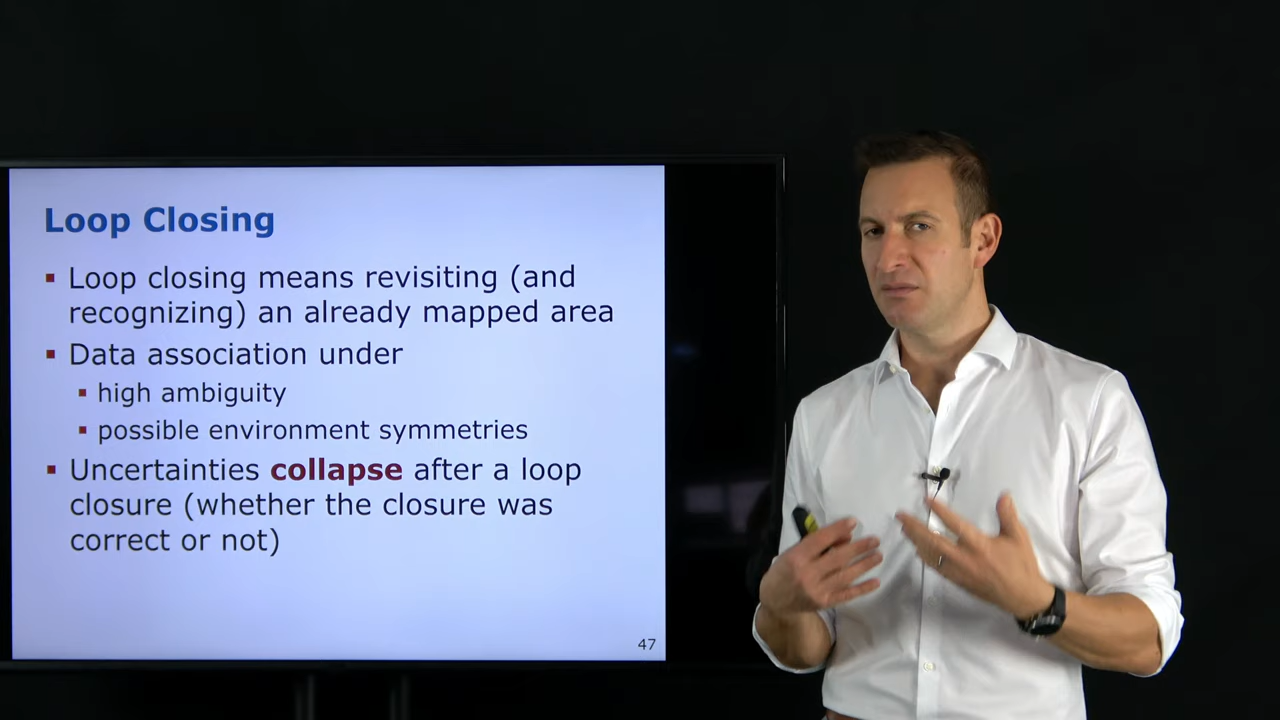 Loop Closing
▪ Loop closing means revisiting (and
recognizing) an already mapped area
▪ Data association under
▪ high ambiguity
▪ possible environment symmetries
▪ Uncertainties collapse after a loop
closure (whether the closure was
correct or not)
47